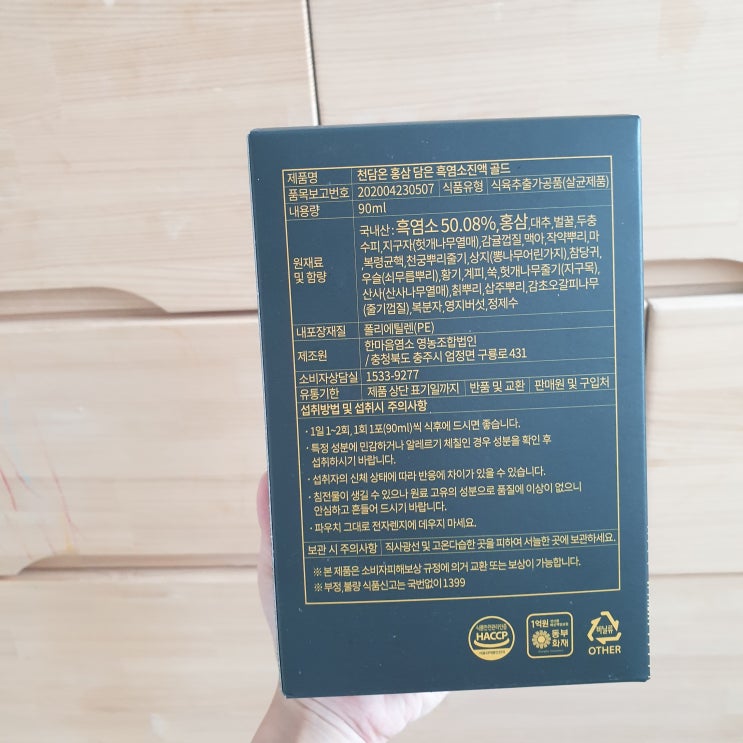 제품명 천담온 홍삼 담은 흑염소진액 골드
품목보고번호 202004230507 식품유형 식육추출가공품(살균제품)
내용량 90ml
원재료 및 함량
국내산 : 흑염소 50.08%, 홍삼, 대추, 벌꿀, 두충
수피, 지구자(헛개나무열매), 감귤껍질, 맥아, 작약뿌리, 마
복령균핵, 천궁뿌리줄기, 상지(뽕나무어린가지), 참당귀,
우슬(소무릎뿌리), 황기, 계피, 쑥, 헛개나무줄기(지구목),
산사(산사나무열매), 칡뿌리, 삽주뿌리, 감초오갈피나무
(줄기껍질), 복분자, 영지버섯, 정제수
내포장재질 폴리에틸렌(PE)
제조원 한마음염소 영농조합법인
/ 충청북도 충주시 엄정면 구룡로 431
소비자상담실 1533-9277
유통기한 제품 상단 표기일까지 반품 및 교환 판매원 및 구입처
섭취방법 및 섭취시 주의사항
· 1일 1~2회, 1회 1포(90ml)씩 식후에 드시면 좋습니다.
· 특정 성분에 민감하거나 알레르기 체칠인 경우 성분을 확인 후
섭취하시기 바랍니다.
· 섭취자의 신체 상태에 따라 반응에 차이가 있을 수 있습니다.
· 침전물이 생길 수 있으나 원료 고유의 성분으로 품질에 이상이 없으니
안심하고 흔들어 드시기 바랍니다.
· 파우치 그대로 전자렌지에 데우지 마세요.
보관 시 주의사항 직사광선 및 고온다습한 곳을 피하여 서늘한 곳에 보관하세요.
※ 본 제품은 소비자피해보상 규정에 의거 교환 또는 보상이 가능합니다.
※ 부정,불량 식품신고는 국번없이 1399
식품안전관리인증
HACCP
1억원
동부
화재
비닐류
OTHER